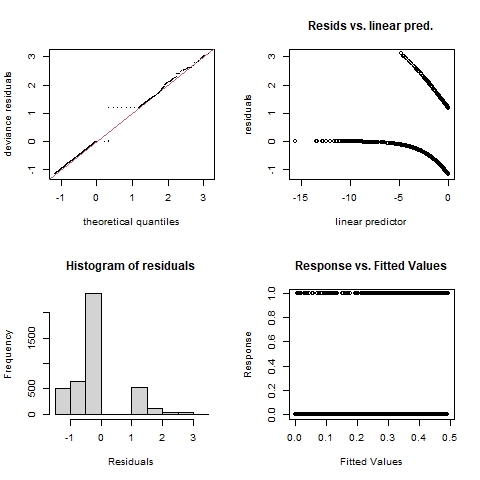 deviance residuals
3
2
1
0
-1
-1 0 1 2 3
theoretical quantiles
Resids vs. linear pred.
residuals
3
2
1
0
-1
-15 -10 -5 0
linear predictor
Histogram of residuals
Frequency
1500
500
0
-1 0 1 2 3
Residuals
Response vs. Fitted Values
Response
1.0
0.8
0.6
0.4
0.2
0.0
0.0 0.1 0.2 0.3 0.4 0.5
Fitted Values